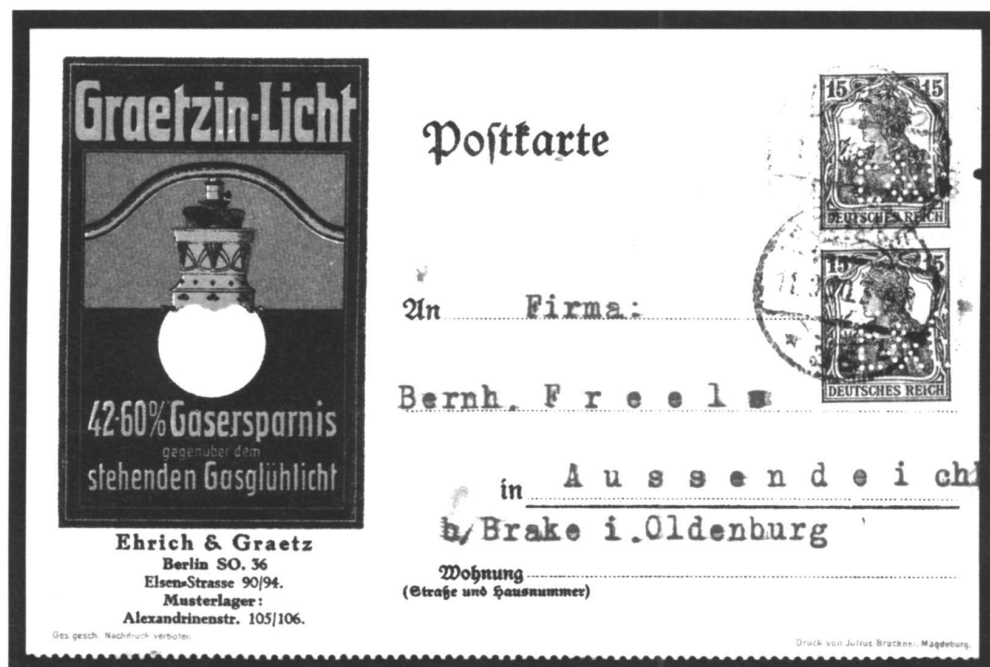 Graetzin-Licht
42-60% Gasersparnis
gegenüber dem
stehenden Gasglühlicht
Ehrich & Graetz
Berlin SO. 36
Elsen-Strasse 90/94.
Musterlager:
Alexandrinenstr. 105/106.
Ges. gesch. Nachdruck verboten.
Poſtkarte
15 15
DEUTSCHES REICH
15 15
DEUTSCHES REICH
An Firma:
Bernh. Freels
in Aussendeich
b/Brake i.Oldenburg
Wohnung
(Straße und Hausnummer)
Druck von Julius Brückner, Magdeburg.